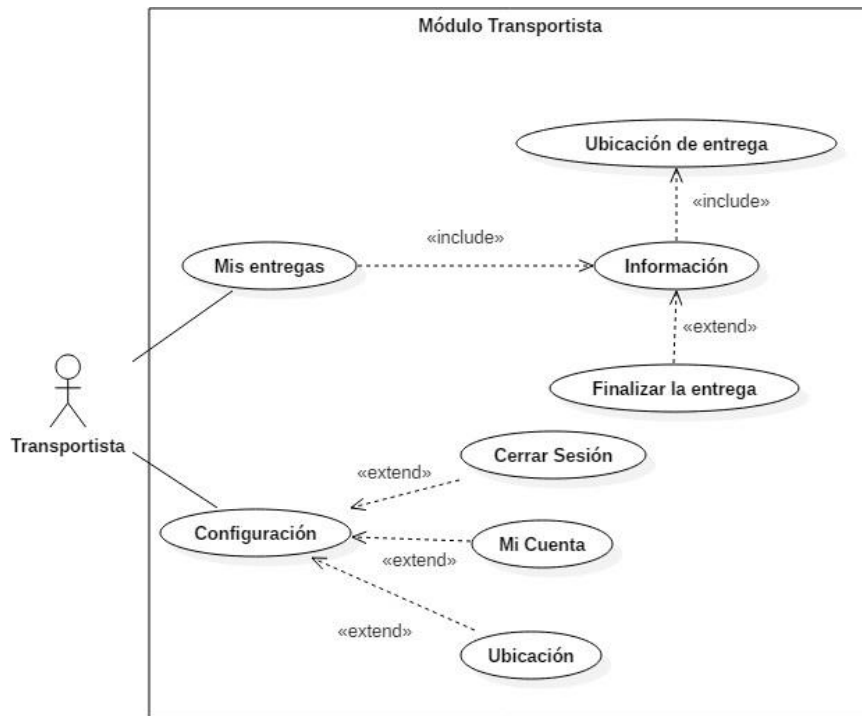 Módulo Transportista
Ubicación de entrega
«include»
«include»
Mis entregas
Información
«extend»
Finalizar la entrega
Transportista
Cerrar Sesión
«extend»
Configuración
Mi Cuenta
«extend»
«extend»
Ubicación